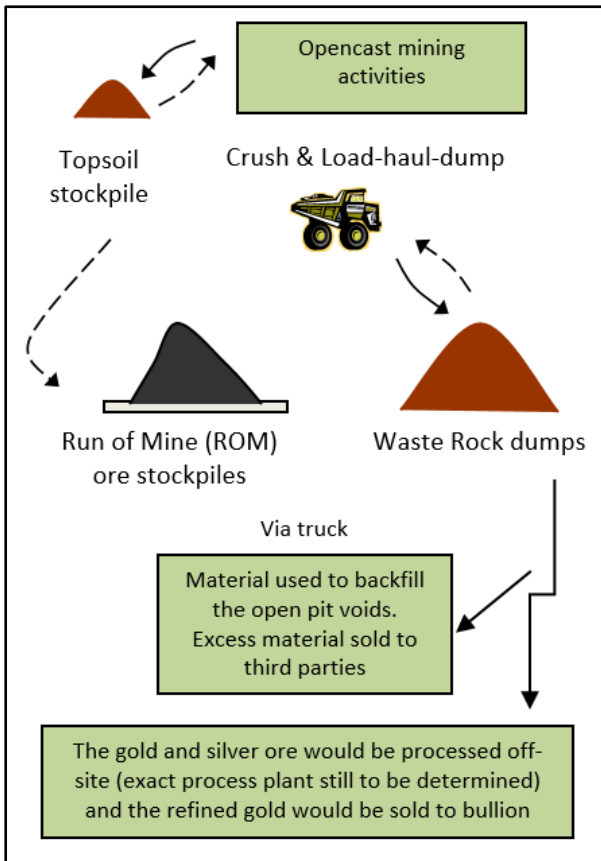 Opencast mining
activities
Topsoil
stockpile
Crush & Load-haul-dump
Run of Mine (ROM)
ore stockpiles
Waste Rock dumps
Via truck
Material used to backfill
the open pit voids.
Excess material sold to
third parties
The gold and silver ore would be processed off-
site (exact process plant still to be determined)
and the refined gold would be sold to bullion